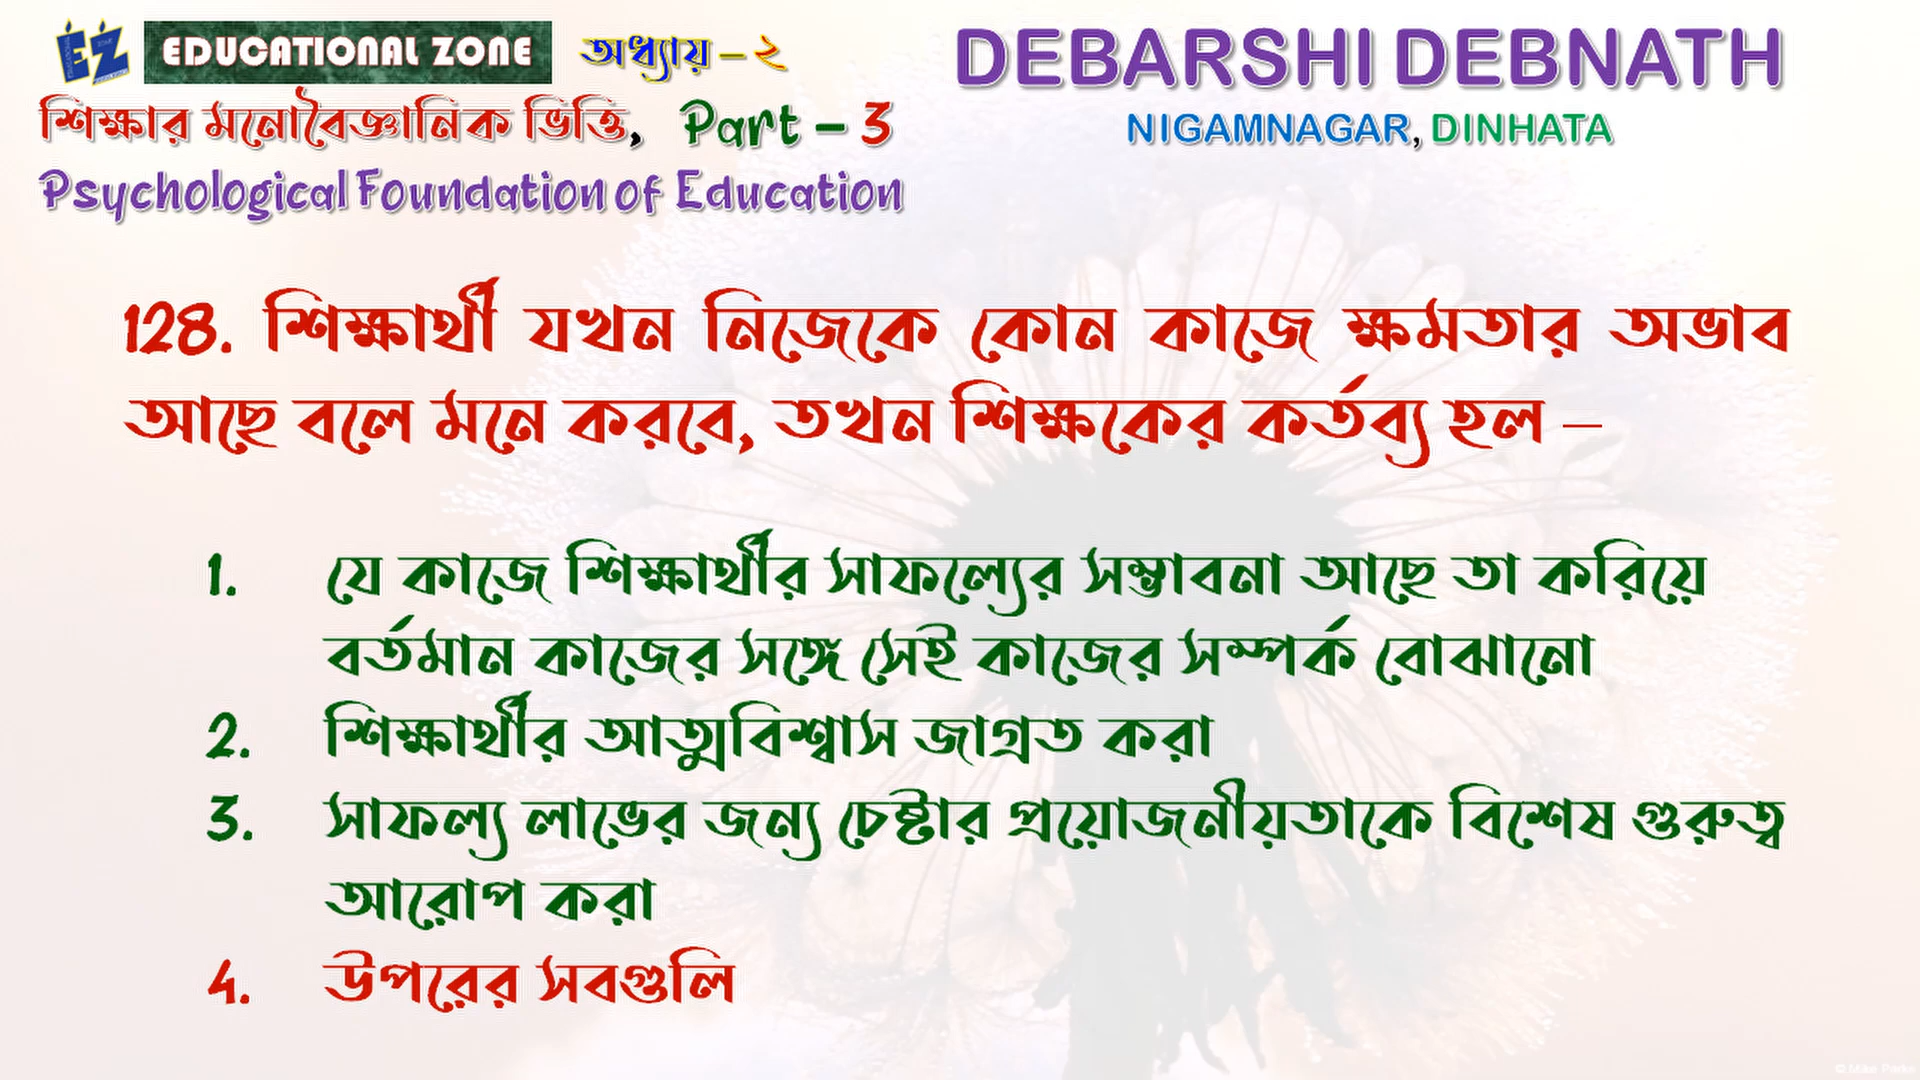 EZ EDUCATIONAL ZONE অধ্যায় – ২
DEBARSHI DEBNATH
শিক্ষার মনোবৈজ্ঞানিক ভিত্তি, Part – 3
NIGAMNAGAR, DINHATA
Psychological Foundation of Education
128. শিক্ষার্থী যখন নিজেকে কোন কাজে ক্ষমতার অভাব
আছে বলে মনে করবে, তখন শিক্ষকের কর্তব্য হল –
1. যে কাজে শিক্ষার্থীর সাফল্যের সম্ভাবনা আছে তা করিয়ে
বর্তমান কাজের সঙ্গে সেই কাজের সম্পর্ক বোঝানো
2. শিক্ষার্থীর আত্মবিশ্বাস জাগ্রত করা
3. সাফল্য লাভের জন্য চেষ্টার প্রয়োজনীয়তাকে বিশেষ গুরুত্ব
আরোপ করা
4. উপরের সবগুলি